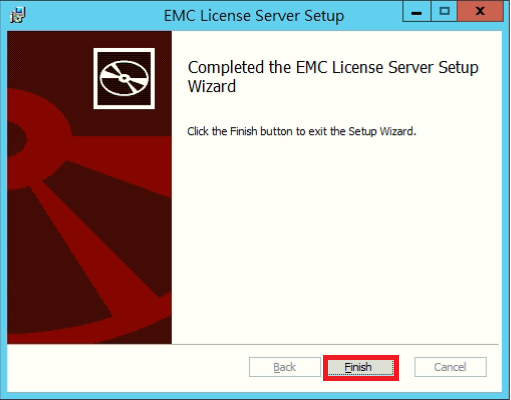 EMC License Server Setup
x
Completed the EMC License Server Setup
Wizard
Click the Finish button to exit the Setup Wizard.
Back
Finish
Cancel